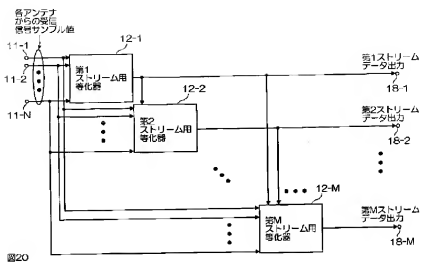 各アンテナ
からの受信
信号サンプル値
11-1
11-2
11-N
12-1
第1
ストリーム用
等化器
第1ストリーム
データ出力
18-1
12-2
第2
ストリーム用
等化器
第2ストリーム
データ出力
18-2
12-M
第M
ストリーム用
等化器
第Mストリーム
データ出力
18-M
図20